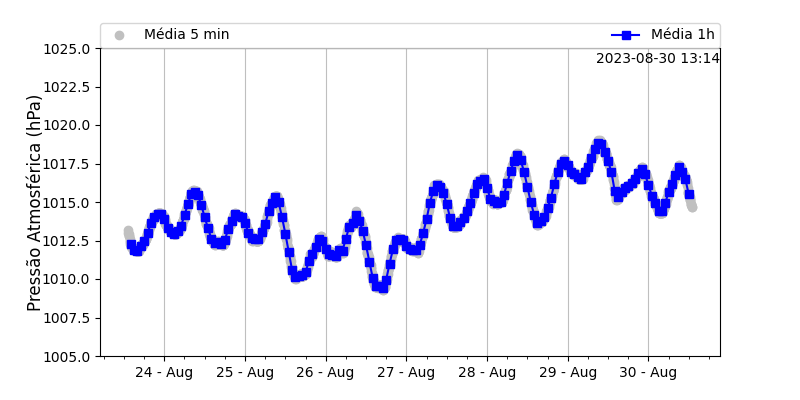 Média 5 min
Média 1h
2023-08-30 13:14
Pressão Atmosférica (hPa)
1025.0
1022.5
1020.0
1017.5
1015.0
1012.5
1010.0
1007.5
1005.0
24 - Aug
25 - Aug
26 - Aug
27 - Aug
28 - Aug
29 - Aug
30 - Aug